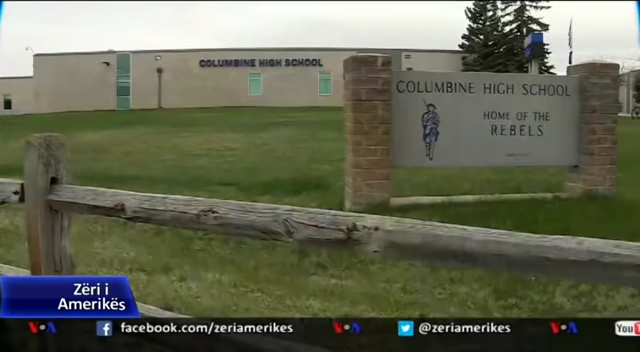 COLUMBINE HIGH SCHOOL
COLUMBINE HIGH SCHOOL
HOME OF THE
REBELS
Zëri i
Amerikës
VOA facebook.com/zeriamerikes VOA @zeriamerikes VOA You